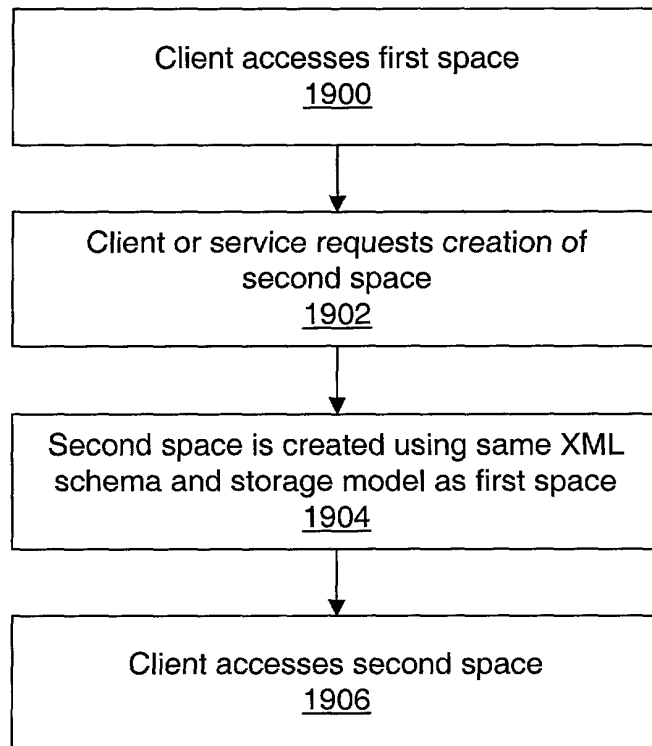 Client accesses first space
1900
Client or service requests creation of
second space
1902
Second space is created using same XML
schema and storage model as first space
1904
Client accesses second space
1906